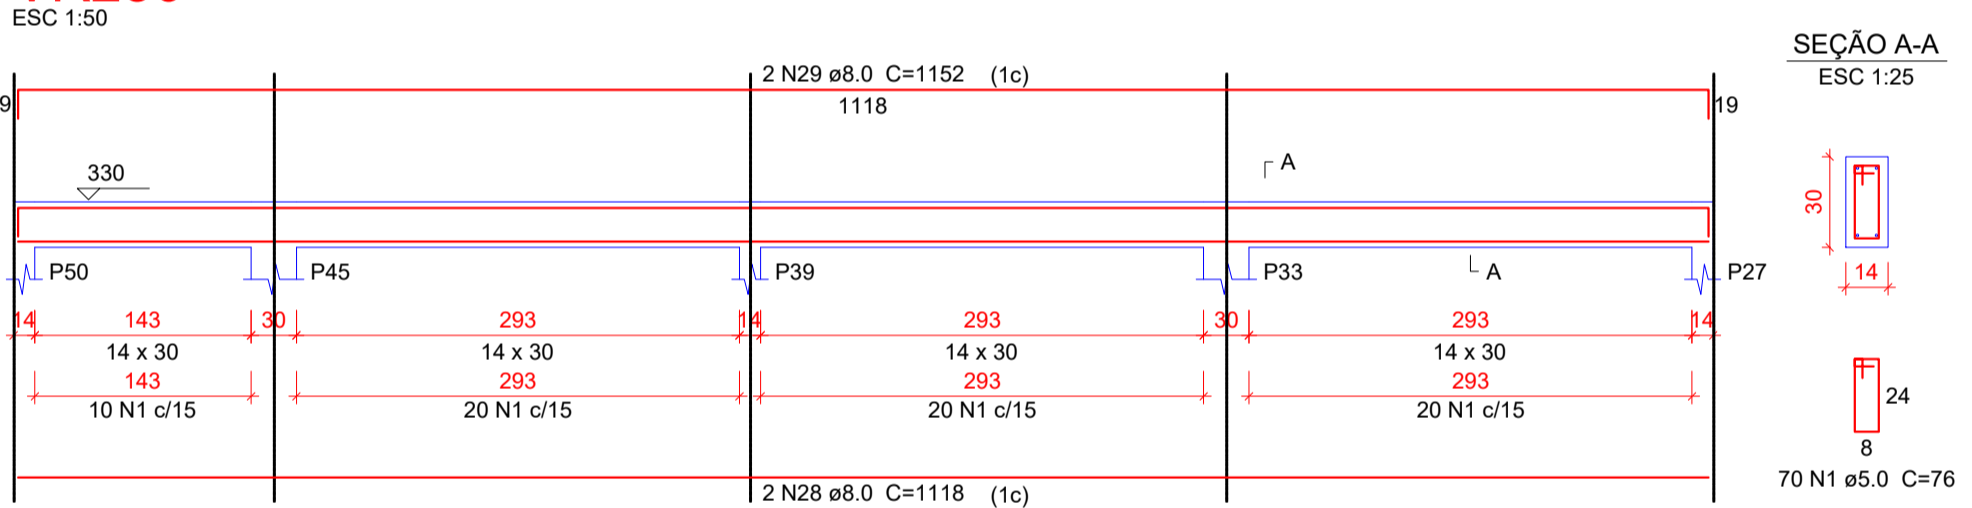 ESC 1:50
SEÇÃO A-A
ESC 1:25
2 N29 ø8.0 C=1152 (1c)
1118
19
330
A
30
14
P50
P45
P39
P33
A
P27
14
143
30
293
14
293
30
293
14
14 x 30
14 x 30
14 x 30
14 x 30
143
293
293
293
10 N1 c/15
20 N1 c/15
20 N1 c/15
20 N1 c/15
24
8
70 N1 ø5.0 C=76
2 N28 ø8.0 C=1118 (1c)